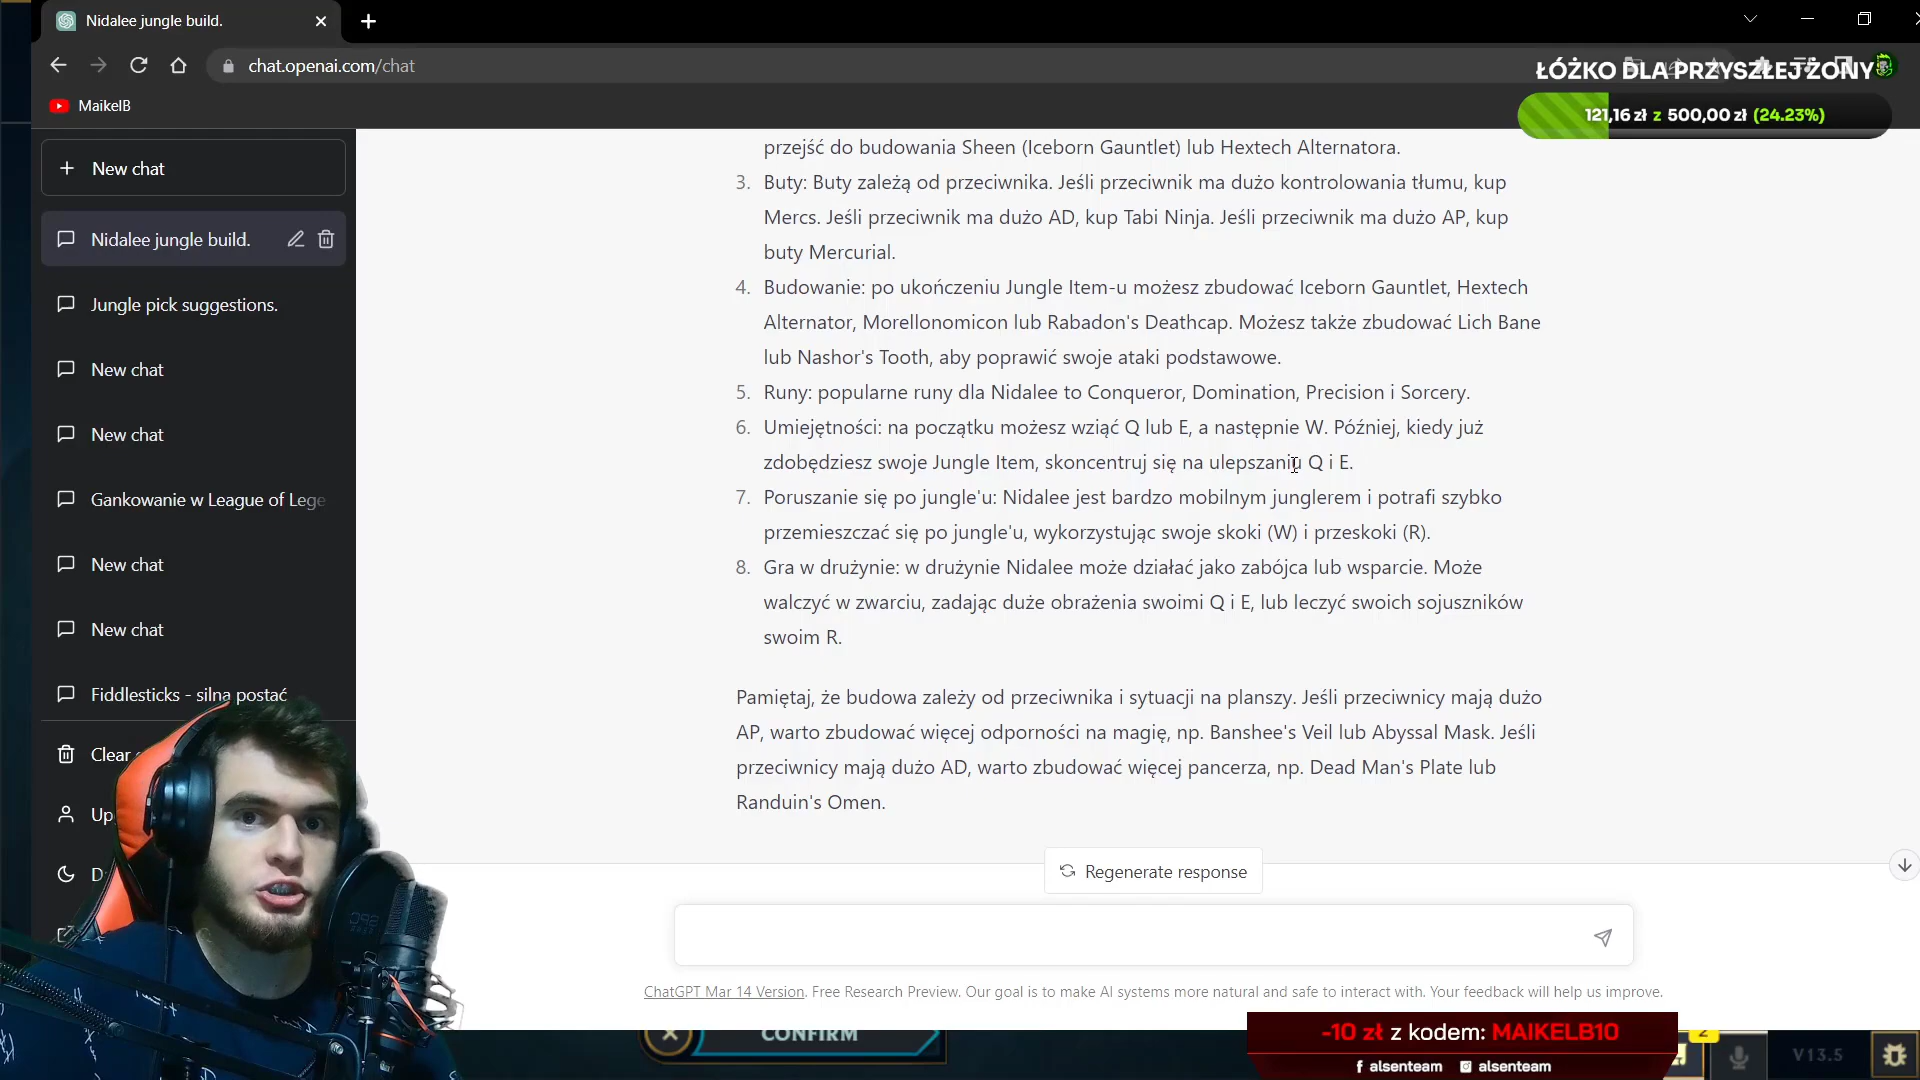 Nidalee jungle build.
chat.openai.com/chat
ŁÓŻKO DLA PRZYSZŁEJ ŻONY
MaikelB
121,16 zł z 500,00 zł (24.23%)
New chat
Nidalee jungle build.
Jungle pick suggestions.
New chat
New chat
Gankowanie w League of Lege
New chat
New chat
Fiddlesticks - silna postać
Clear
Up
D
przejść do budowania Sheen (Iceborn Gauntlet) lub Hextech Alternatora.
3. Buty: Buty zależą od przeciwnika. Jeśli przeciwnik ma dużo kontrolowania tłumu, kup
Mercs. Jeśli przeciwnik ma dużo AD, kup Tabi Ninja. Jeśli przeciwnik ma dużo AP, kup
buty Mercurial.
4. Budowanie: po ukończeniu Jungle Item-u możesz zbudować Iceborn Gauntlet, Hextech
Alternator, Morellonomicon lub Rabadon's Deathcap. Możesz także zbudować Lich Bane
lub Nashor's Tooth, aby poprawić swoje ataki podstawowe.
5. Runy: popularne runy dla Nidalee to Conqueror, Domination, Precision i Sorcery.
6. Umiejętności: na początku możesz wziąć Q lub E, a następnie W. Później, kiedy już
zdobędziesz swoje Jungle Item, skoncentruj się na ulepszaniu Q i E.
7. Poruszanie się po jungle'u: Nidalee jest bardzo mobilnym junglerem i potrafi szybko
przemieszczać się po jungle'u, wykorzystując swoje skoki (W) i przeskoki (R).
8. Gra w drużynie: w drużynie Nidalee może działać jako zabójca lub wsparcie. Może
walczyć w zwarciu, zadając duże obrażenia swoimi Q i E, lub leczyć swoich sojuszników
swoim R.
Pamiętaj, że budowa zależy od przeciwnika i sytuacji na planszy. Jeśli przeciwnicy mają dużo
AP, warto zbudować więcej odporności na magię, np. Banshee's Veil lub Abyssal Mask. Jeśli
przeciwnicy mają dużo AD, warto zbudować więcej pancerza, np. Dead Man's Plate lub
Randuin's Omen.
Regenerate response
ChatGPT Mar 14 Version. Free Research Preview. Our goal is to make AI systems more natural and safe to interact with. Your feedback will help us improve.
CONFIRM
-10 zł z kodem: MAIKELB10
alsenteam alsenteam
2
V13.5